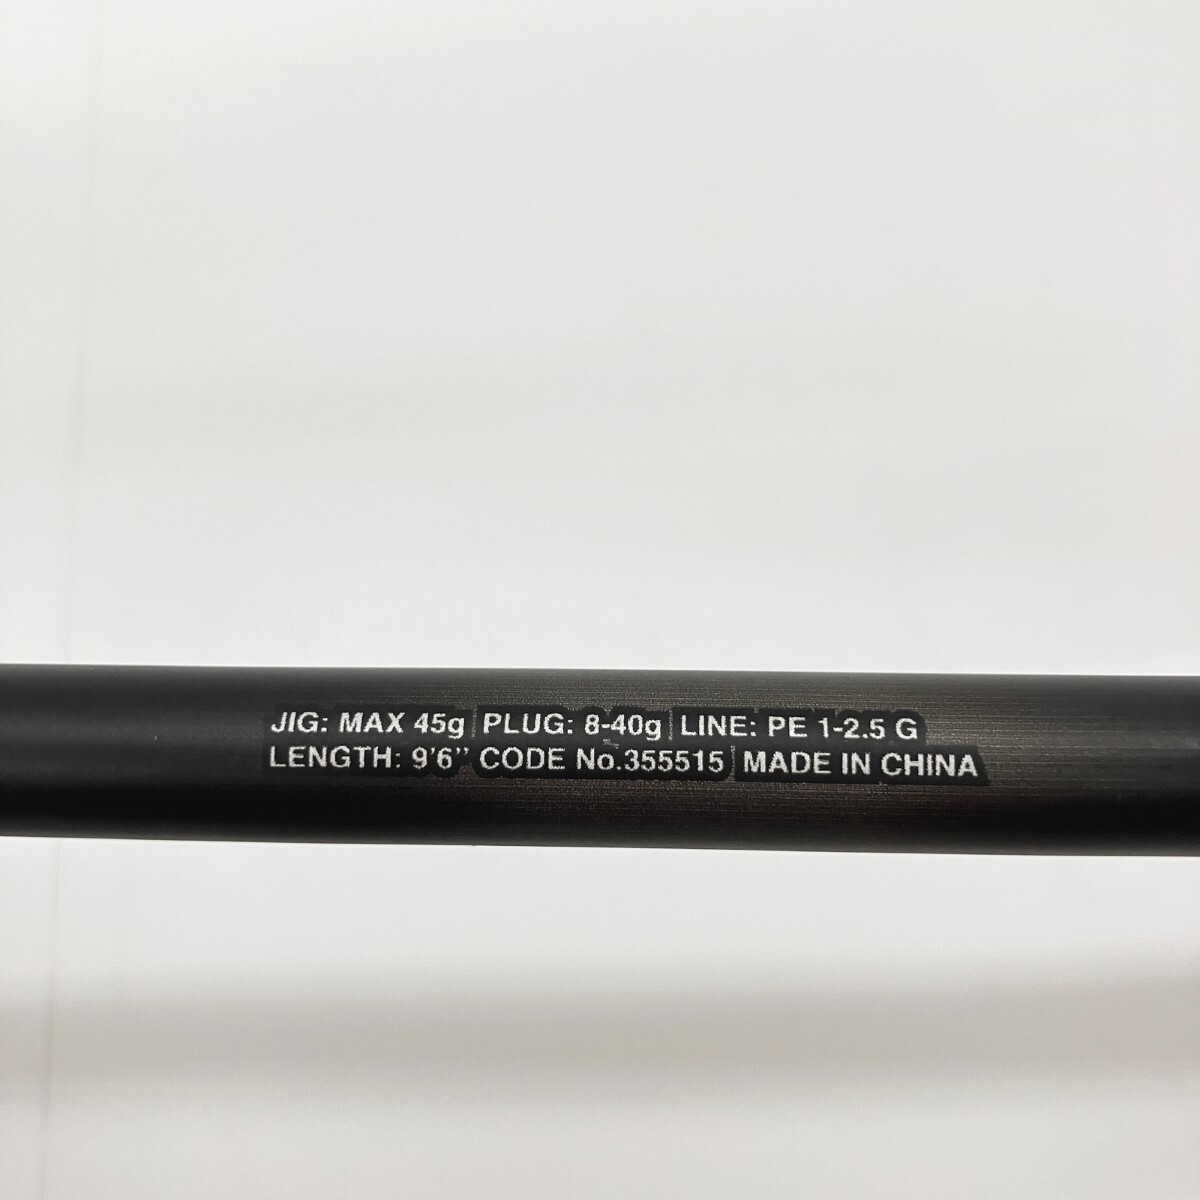 JIG: MAX 45g PLUG: 8-40g LINE: PE 1-2.5 G
LENGTH: 9'6" CODE No.355515 MADE IN CHINA